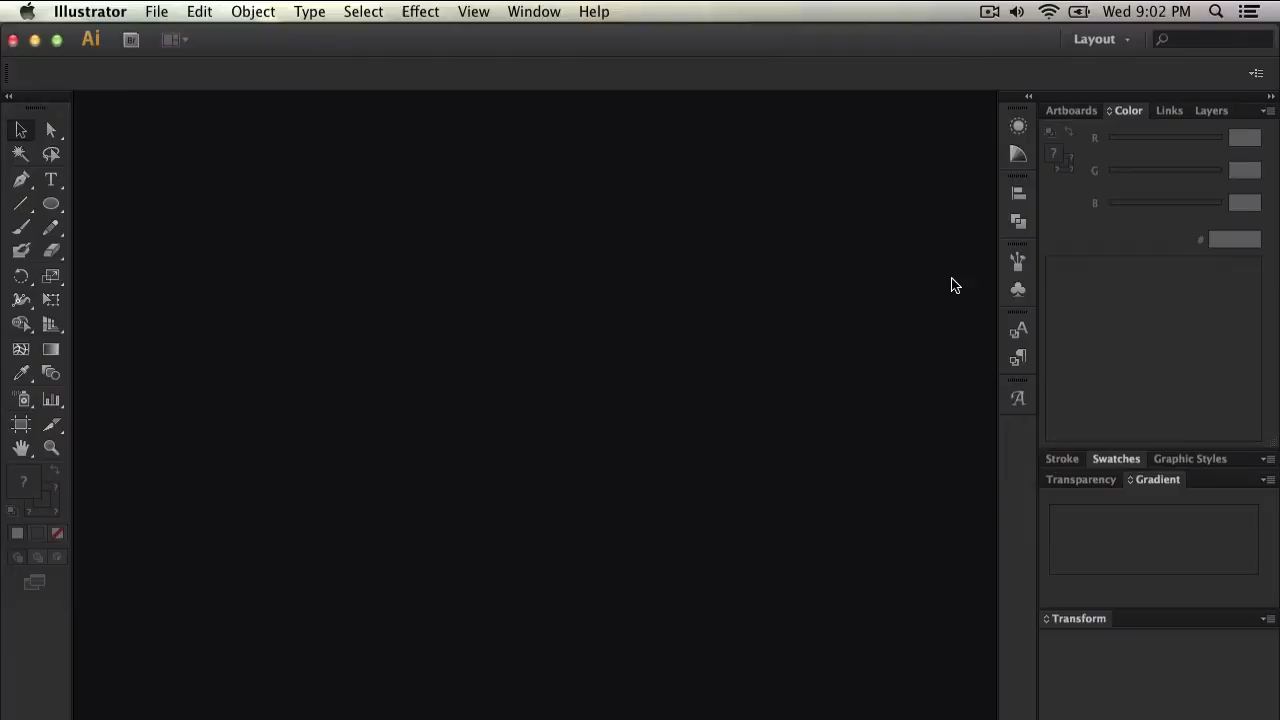 Illustrator File Edit Object Type Select Effect View Window Help Wed 9:02 PM
Ai Br Layout
Artboards Color Links Layers
R
? ?
? ?
G
B
#
Stroke Swatches Graphic Styles
Transparency Gradient
?
?
? ?
Transform